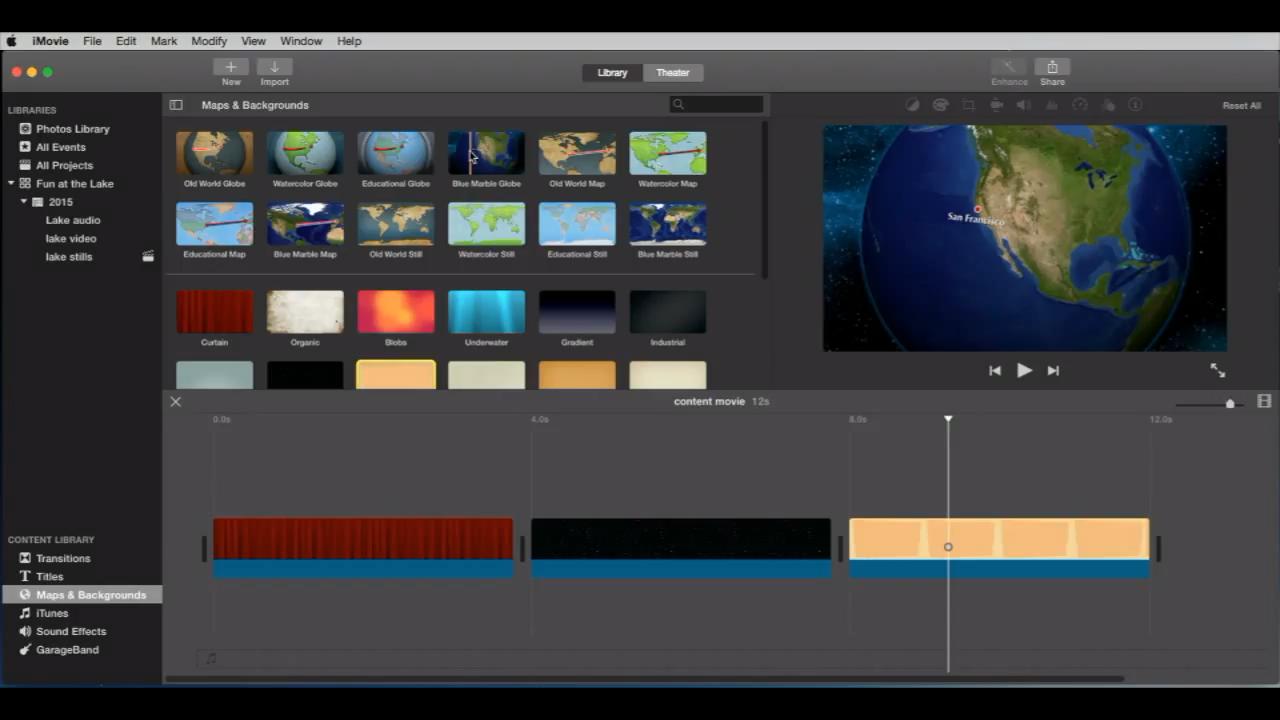 iMovie File Edit Mark Modify View Window Help
New Import Library Theater Enhance Share
LIBRARIES
Photos Library
All Events
All Projects
Fun at the Lake
2015
Lake audio
lake video
lake stills
Maps & Backgrounds
Reset All
Old World Globe Watercolor Globe Educational Globe Blue Marble Globe Old World Map Watercolor Map
Educational Map Blue Marble Map Old World Still Watercolor Still Educational Still Blue Marble Still
Curtain Organic Blobs Underwater Gradient Industrial
San Francisco
content movie 12s
0.0s 4.0s 8.0s 12.0s
CONTENT LIBRARY
Transitions
T Titles
Maps & Backgrounds
iTunes
Sound Effects
GarageBand